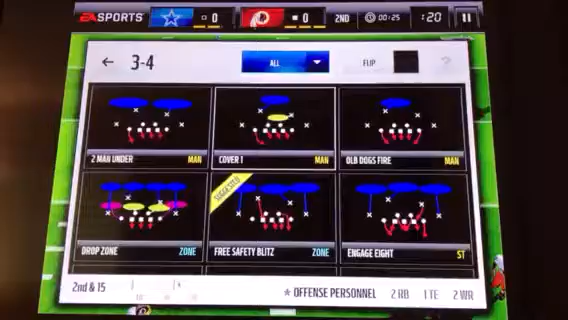 EA SPORTS 0 0 2ND 00:25 :20
3-4 ALL FLIP
2 MAN UNDER MAN COVER 1 MAN OLB DOGS FIRE MAN
SUGGESTED
DROP ZONE ZONE FREE SAFETY BLITZ ZONE ENGAGE EIGHT ST
2nd & 15 * OFFENSE PERSONNEL 2 RB 1 TE 2 WR